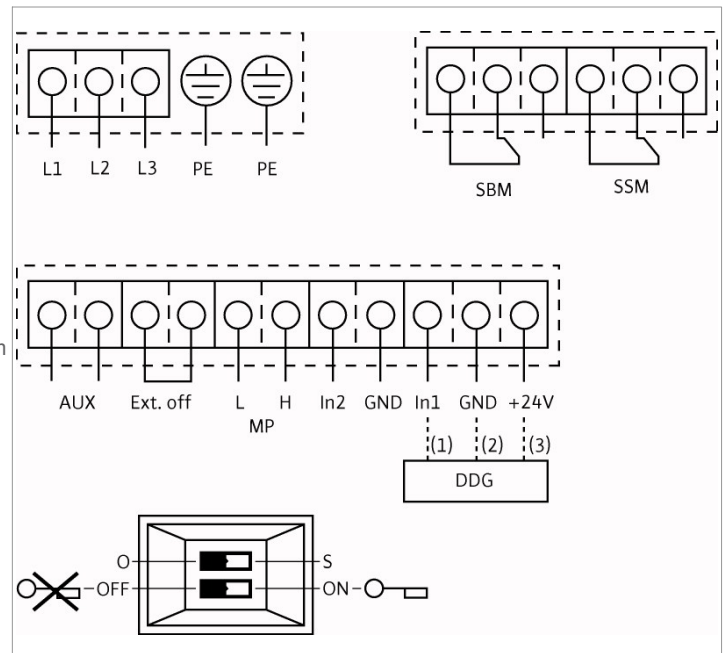 L1 L2 L3 PE PE
SBM SSM
AUX Ext. off L H In2 GND In1 GND +24V
MP
(1) (2) (3)
DDG
O S
OFF ON